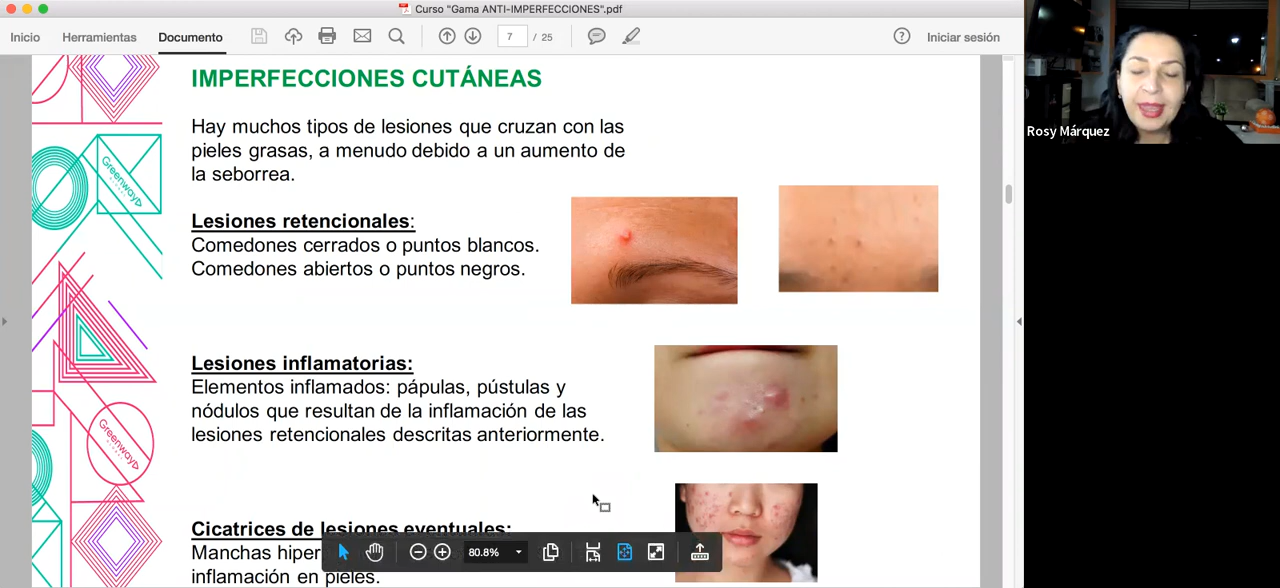 Curso "Gama ANTI-IMPERFECCIONES".pdf
Inicio Herramientas Documento 7 / 25 Iniciar sesión
IMPERFECCIONES CUTÁNEAS
Hay muchos tipos de lesiones que cruzan con las
pieles grasas, a menudo debido a un aumento de
la seborrea.
Lesiones retencionales:
Comedones cerrados o puntos blancos.
Comedones abiertos o puntos negros.
Lesiones inflamatorias:
Elementos inflamados: pápulas, pústulas y
nódulos que resultan de la inflamación de las
lesiones retencionales descritas anteriormente.
Cicatrices de lesiones eventuales:
Manchas hiper
inflamación en pieles.
80.8%
Greenway
Greenway
Rosy Márquez